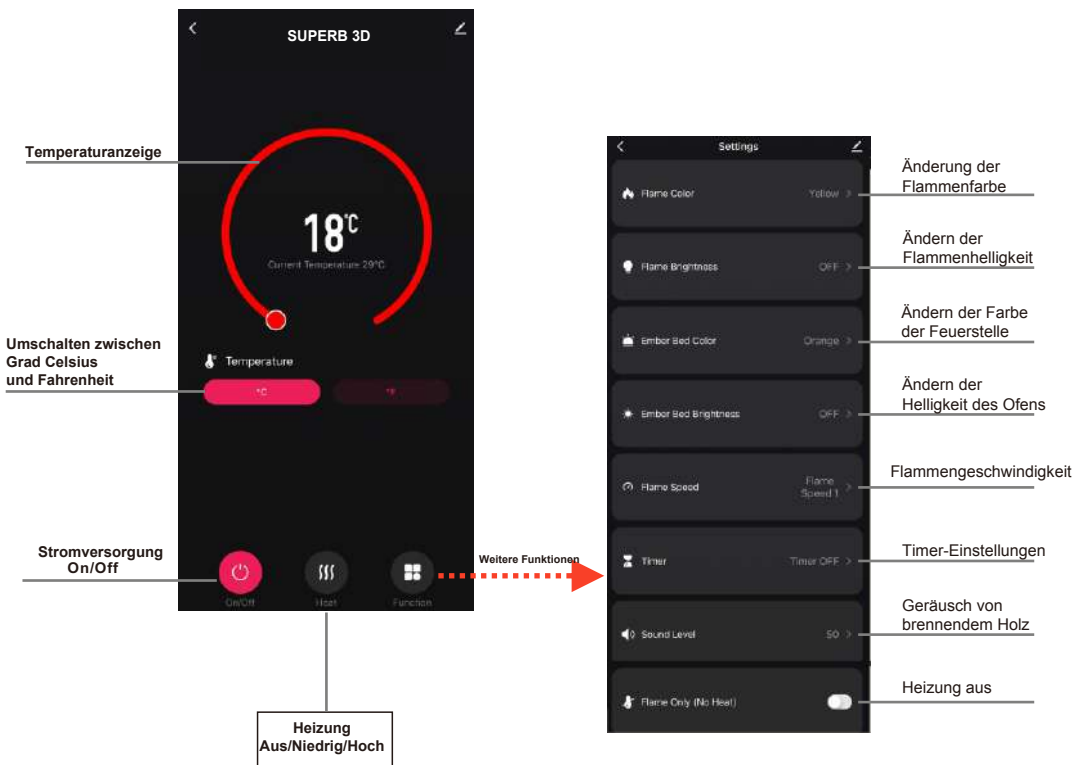 SUPERB 3D
Temperaturanzeige
18°C
Current Temperature 29°C
Umschalten zwischen
Grad Celsius
und Fahrenheit
Temperature
°C
°F
Stromversorgung
On/Off
On/Off
Heat
Function
Weitere Funktionen
Heizung
Aus/Niedrig/Hoch
Settings
Flame Color
Yellow
Änderung der
Flammenfarbe
Flame Brightness
OFF
Ändern der
Flammenhelligkeit
Ember Bed Color
Orange
Ändern der Farbe
der Feuerstelle
Ember Bed Brightness
OFF
Ändern der
Helligkeit des Ofens
Flame Speed
Flame
Speed 1
Flammengeschwindigkeit
Timer
Timer OFF
Timer-Einstellungen
Sound Level
50
Geräusch von
brennendem Holz
Flame Only (No Heat)
Heizung aus